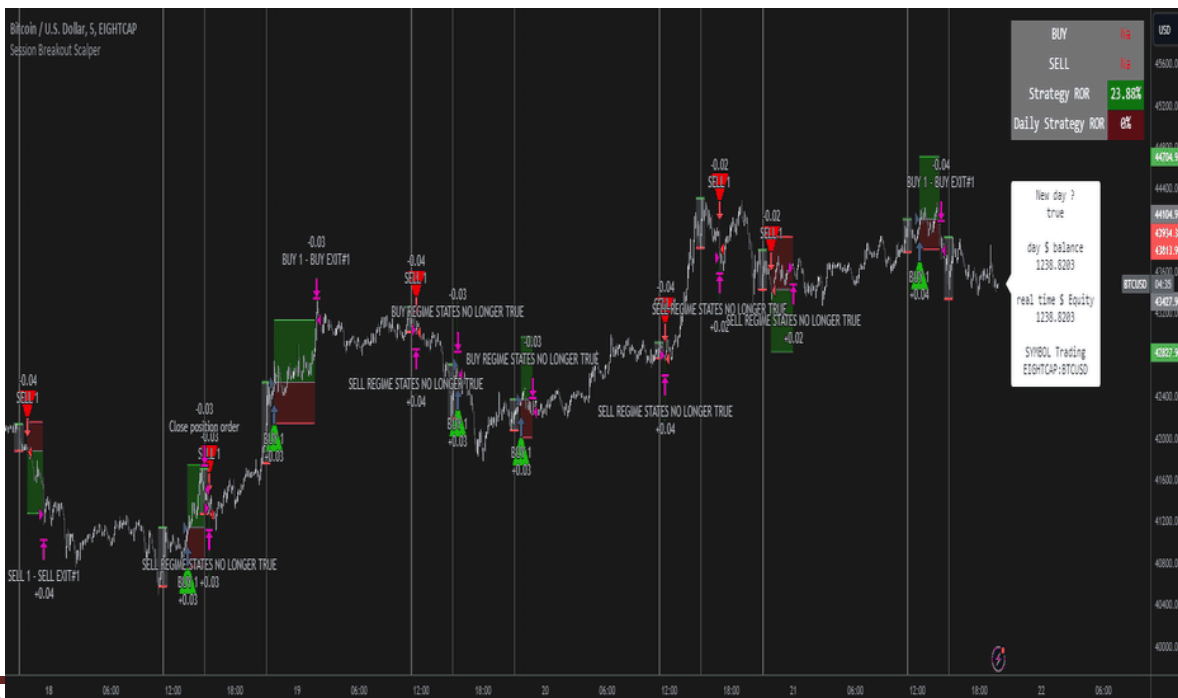 Bitcoin / U.S. Dollar, 5, EIGHTCAP
Session Breakout Scalper
BUY
Na
SELL
Na
Strategy ROR
23.88%
Daily Strategy ROR
0%
USD
45600.0
45200.0
44800.0
44704.9
44400.0
44104.9
43934.3
43813.9
43600.0
BTCUSD
04:35
43427.9
43200.0
42827.9
42400.0
42000.0
41600.0
41200.0
40800.0
40400.0
40000.0
New day ?
true
day $ balance
1238.8203
real time $ Equity
1238.8203
SYMBOL Trading
EIGHTCAP:BTCUSD
-0.04
SELL 1
SELL 1 - SELL EXIT#1
+0.04
-0.03
Close position order
-0.03
SELL 1
SELL REGIME STATES NO LONGER TRUE
BUY 1
+0.03
+0.03
-0.03
BUY 1 - BUY EXIT#1
BUY 1
+0.03
-0.04
SELL 1
BUY REGIME STATES NO LONGER TRUE
-0.03
SELL REGIME STATES NO LONGER TRUE
+0.04
BUY 1
+0.03
-0.03
BUY REGIME STATES NO LONGER TRUE
BUY 1
+0.03
-0.04
SELL 1
SELL REGIME STATES NO LONGER TRUE
+0.04
-0.02
SELL 1
SELL REGIME STATES NO LONGER TRUE
+0.02
-0.02
SELL 1
SELL REGIME STATES NO LONGER TRUE
+0.02
-0.04
BUY 1 - BUY EXIT#1
BUY 1
+0.04
18
06:00
12:00
18:00
19
06:00
12:00
18:00
20
06:00
12:00
18:00
21
06:00
12:00
18:00
22
06:00